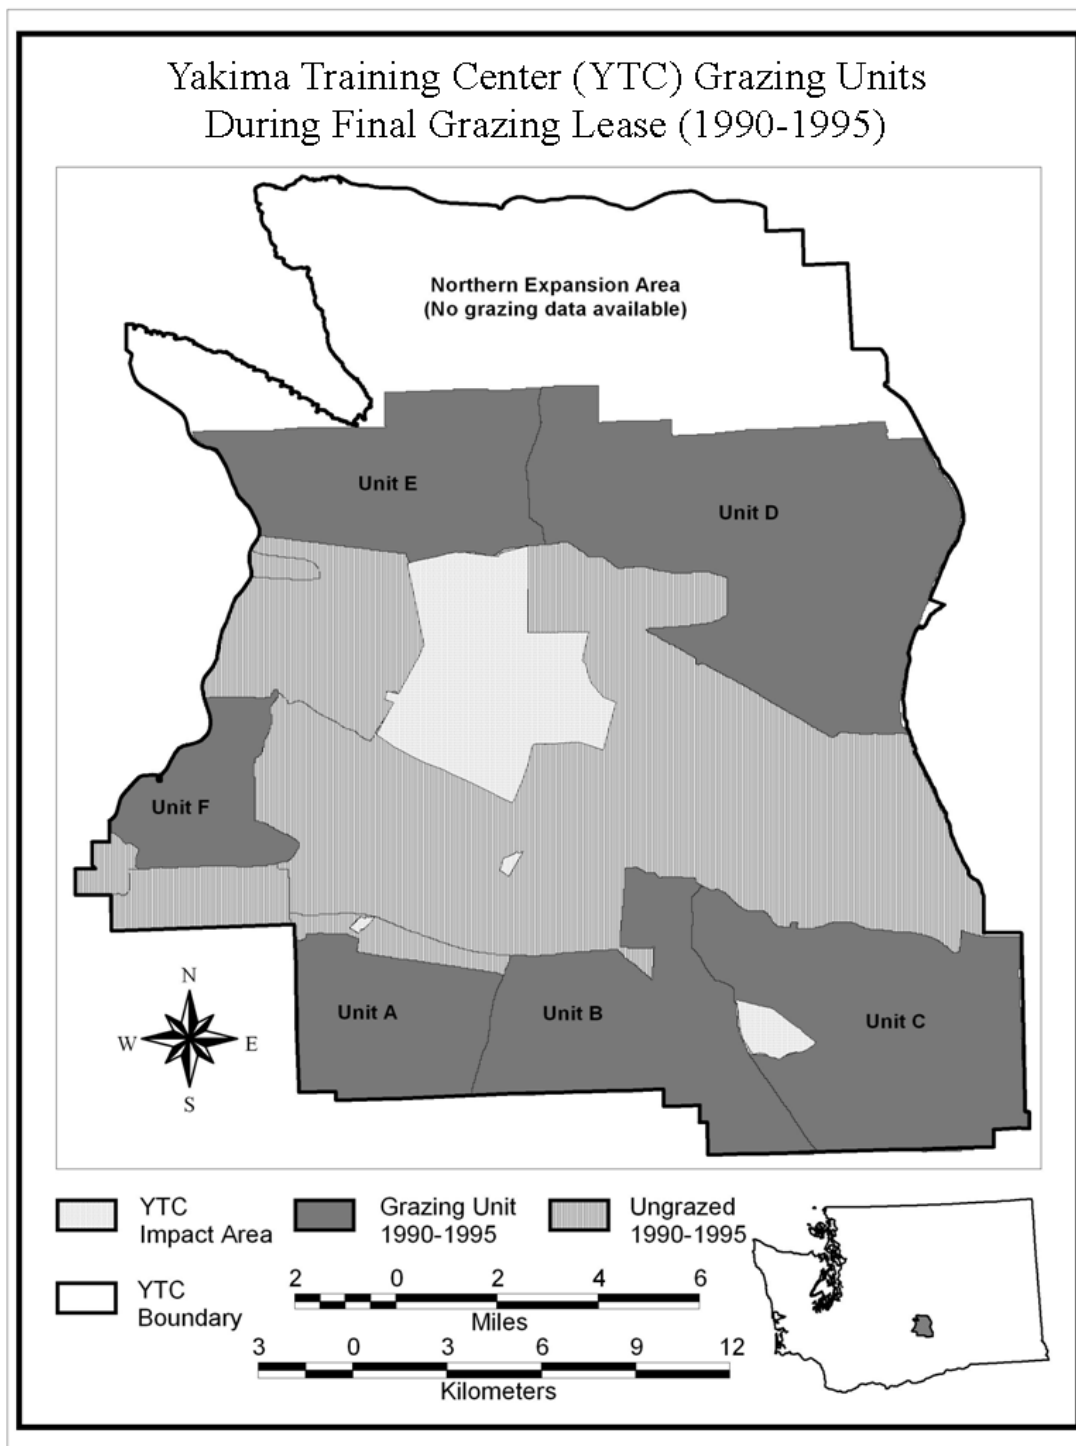 Yakima Training Center (YTC) Grazing Units
During Final Grazing Lease (1990-1995)
Northern Expansion Area
(No grazing data available)
Unit E
Unit D
Unit F
Unit A
Unit B
Unit C
N
W
E
S
YTC
Impact Area
Grazing Unit
1990-1995
Ungrazed
1990-1995
YTC
Boundary
2 0 2 4 6
Miles
3 0 3 6 9 12
Kilometers